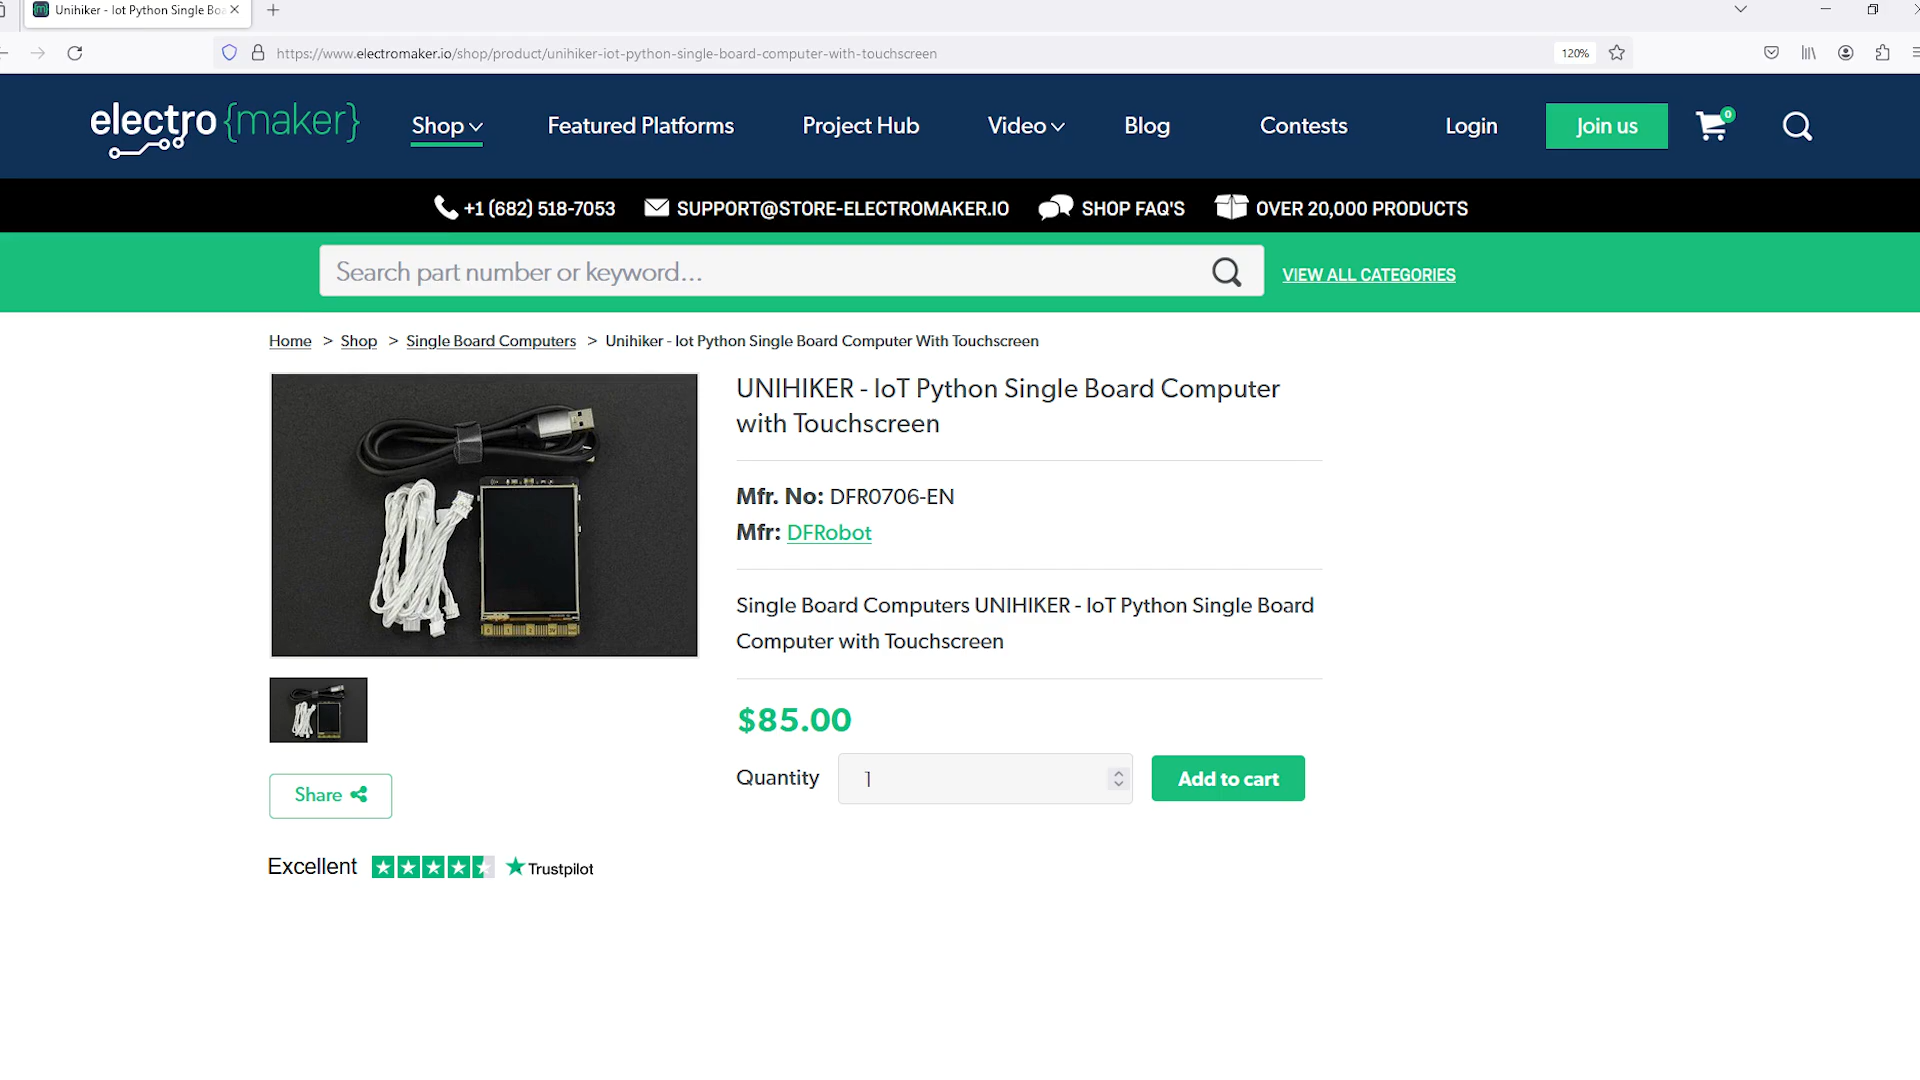 Unihiker - Iot Python Single Boa
https://www.electromaker.io/shop/product/unihiker-iot-python-single-board-computer-with-touchscreen
120%
electro {maker}
Shop
Featured Platforms
Project Hub
Video
Blog
Contests
Login
Join us
0
+1 (682) 518-7053
SUPPORT@STORE-ELECTROMAKER.IO
SHOP FAQ'S
OVER 20,000 PRODUCTS
Search part number or keyword...
VIEW ALL CATEGORIES
Home > Shop > Single Board Computers > Unihiker - Iot Python Single Board Computer With Touchscreen
UNIHIKER - IoT Python Single Board Computer
with Touchscreen
Mfr. No: DFR0706-EN
Mfr: DFRobot
Single Board Computers UNIHIKER - IoT Python Single Board
Computer with Touchscreen
$85.00
Quantity
1
Add to cart
Share
Excellent
Trustpilot